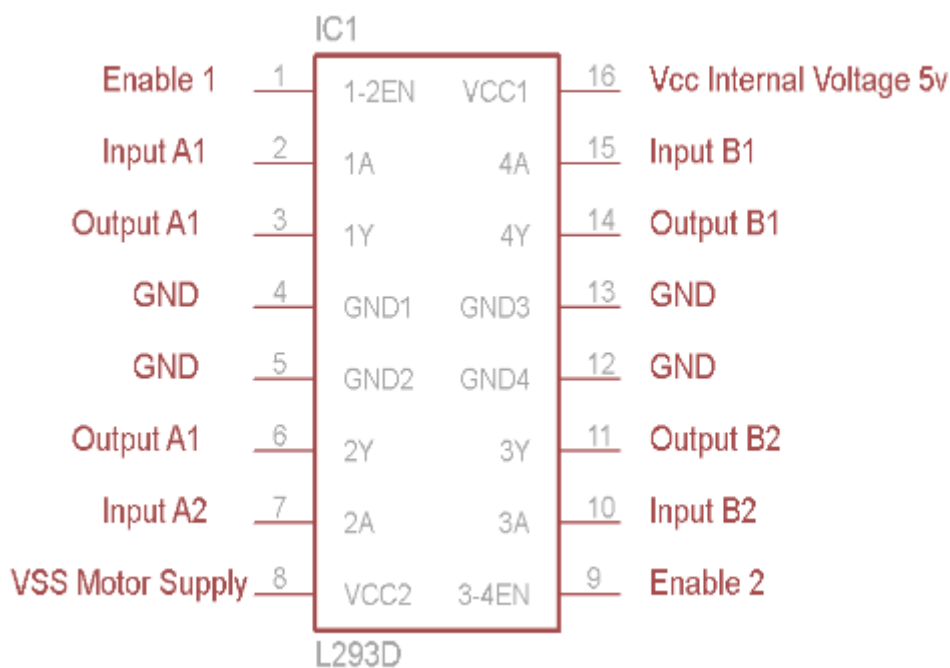 IC1
Enable 1 1 1-2EN VCC1 16 Vcc Internal Voltage 5v
Input A1 2 1A 4A 15 Input B1
Output A1 3 1Y 4Y 14 Output B1
GND 4 GND1 GND3 13 GND
GND 5 GND2 GND4 12 GND
Output A1 6 2Y 3Y 11 Output B2
Input A2 7 2A 3A 10 Input B2
VSS Motor Supply 8 VCC2 3-4EN 9 Enable 2
L293D